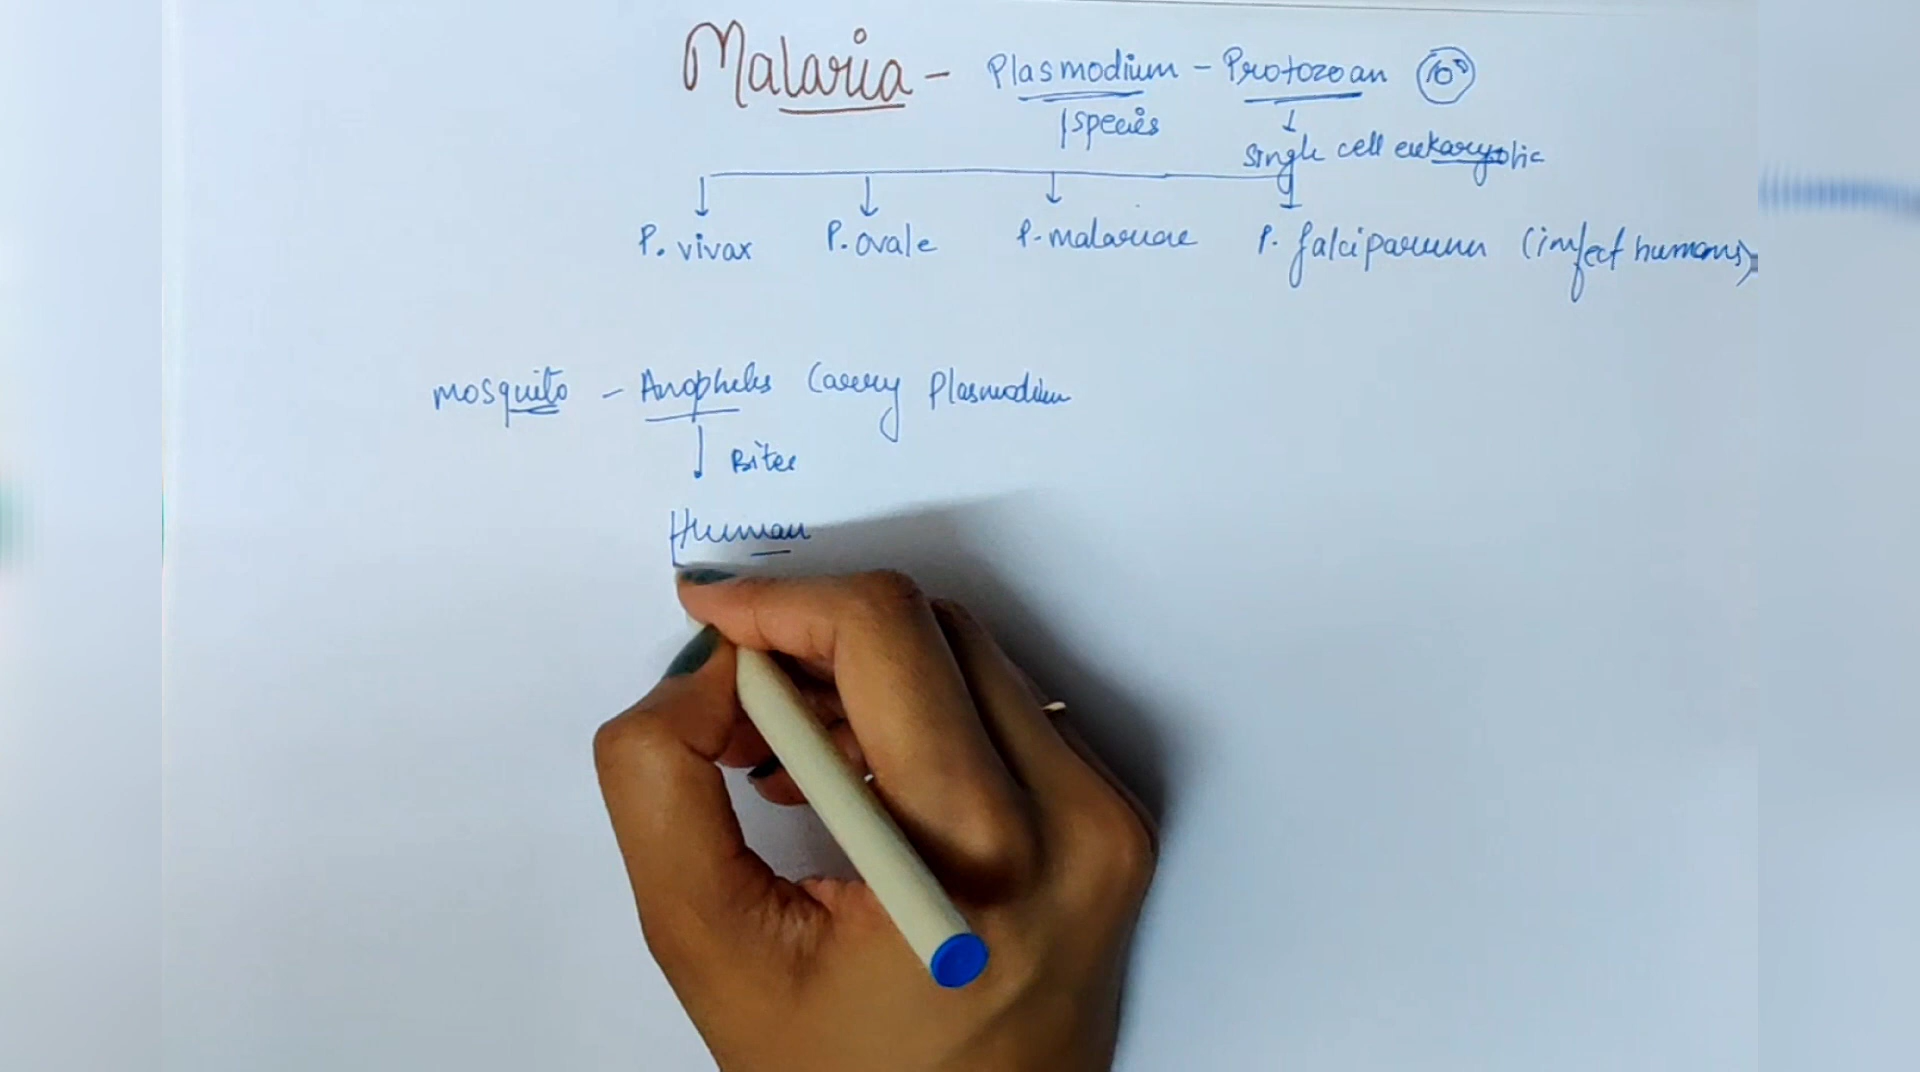 Malaria - Plasmodium - Protozoan
species
single cell eukaryotic
P. vivax P. ovale P. malariae P. falciparum (infect humans)
mosquito - Anopheles Carry Plasmodium
Bites
Human